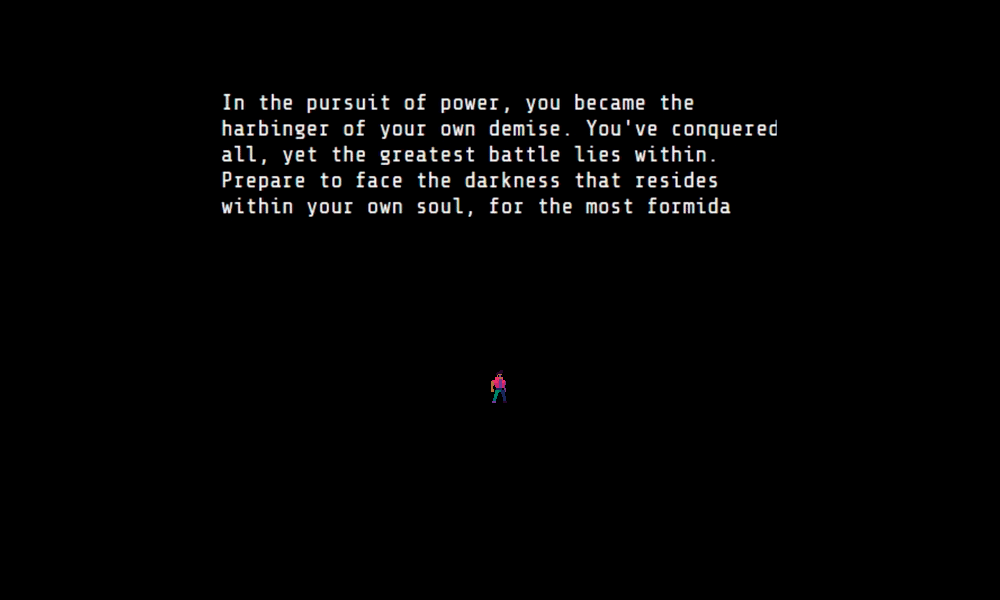 In the pursuit of power, you became the
harbinger of your own demise. You've conquered
all, yet the greatest battle lies within.
Prepare to face the darkness that resides
within your own soul, for the most formida